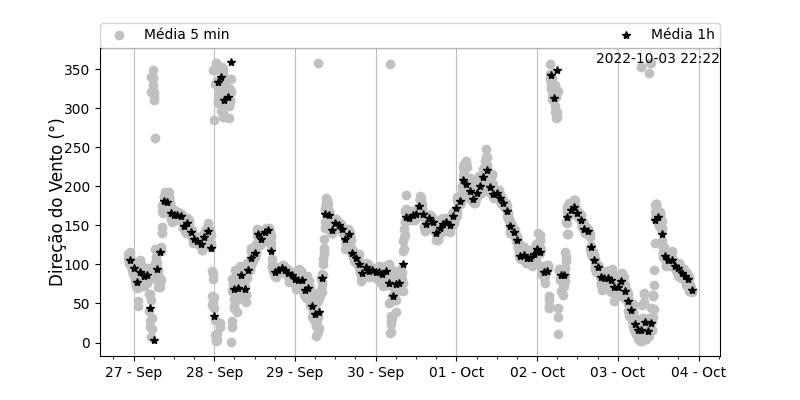 Média 5 min
Média 1h
2022-10-03 22:22
Direção do Vento (°)
350
300
250
200
150
100
50
0
27 - Sep
28 - Sep
29 - Sep
30 - Sep
01 - Oct
02 - Oct
03 - Oct
04 - Oct